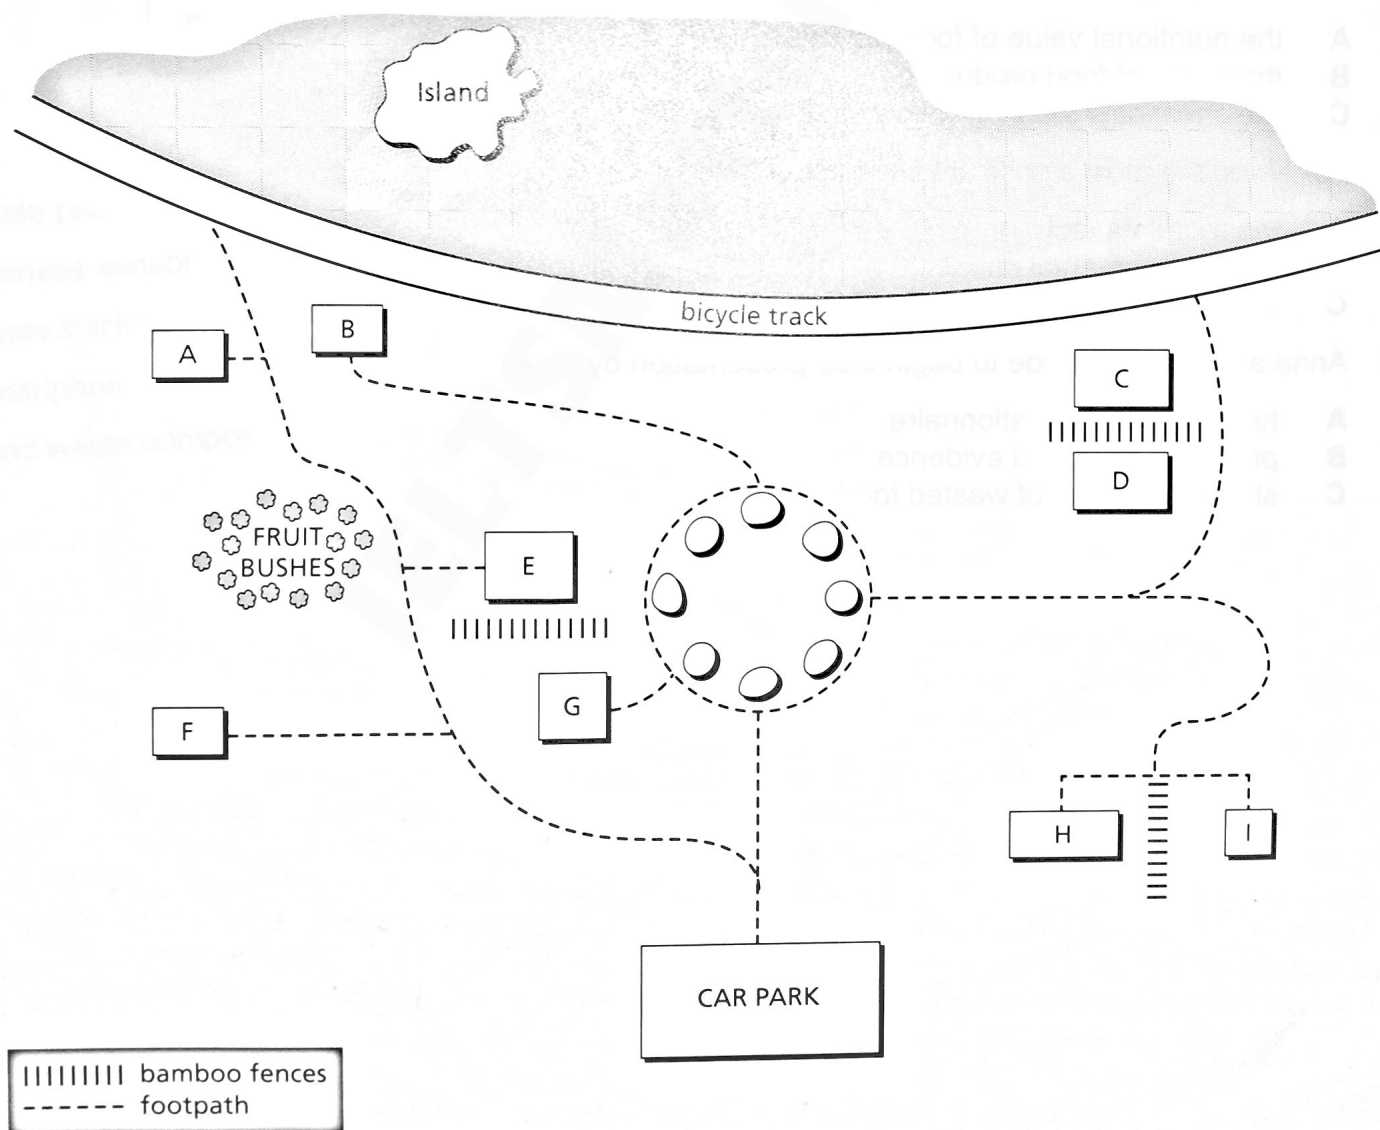 Island
bicycle track
A
B
C
D
FRUIT
BUSHES
E
G
F
H
I
CAR PARK
bamboo fences
footpath